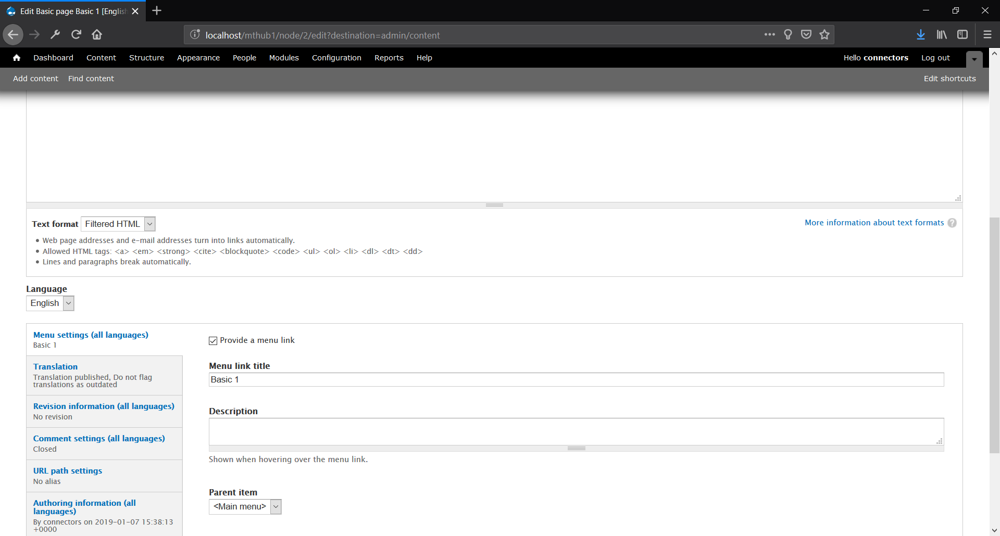 Edit Basic page Basic 1 [English
localhost/mthub1/node/2/edit?destination=admin/content
Dashboard Content Structure Appearance People Modules Configuration Reports Help Hello connectors Log out
Add content Find content Edit shortcuts
Text format Filtered HTML More information about text formats ?
• Web page addresses and e-mail addresses turn into links automatically.
• Allowed HTML tags: <a> <em> <strong> <cite> <blockquote> <code> <ul> <ol> <li> <dl> <dt> <dd>
• Lines and paragraphs break automatically.
Language
English
Menu settings (all languages)
Basic 1
Translation
Translation published, Do not flag
translations as outdated
Revision information (all languages)
No revision
Comment settings (all languages)
Closed
URL path settings
No alias
Authoring information (all
languages)
By connectors on 2019-01-07 15:38:13
+0000
Provide a menu link
Menu link title
Basic 1
Description
Shown when hovering over the menu link.
Parent item
<Main menu>